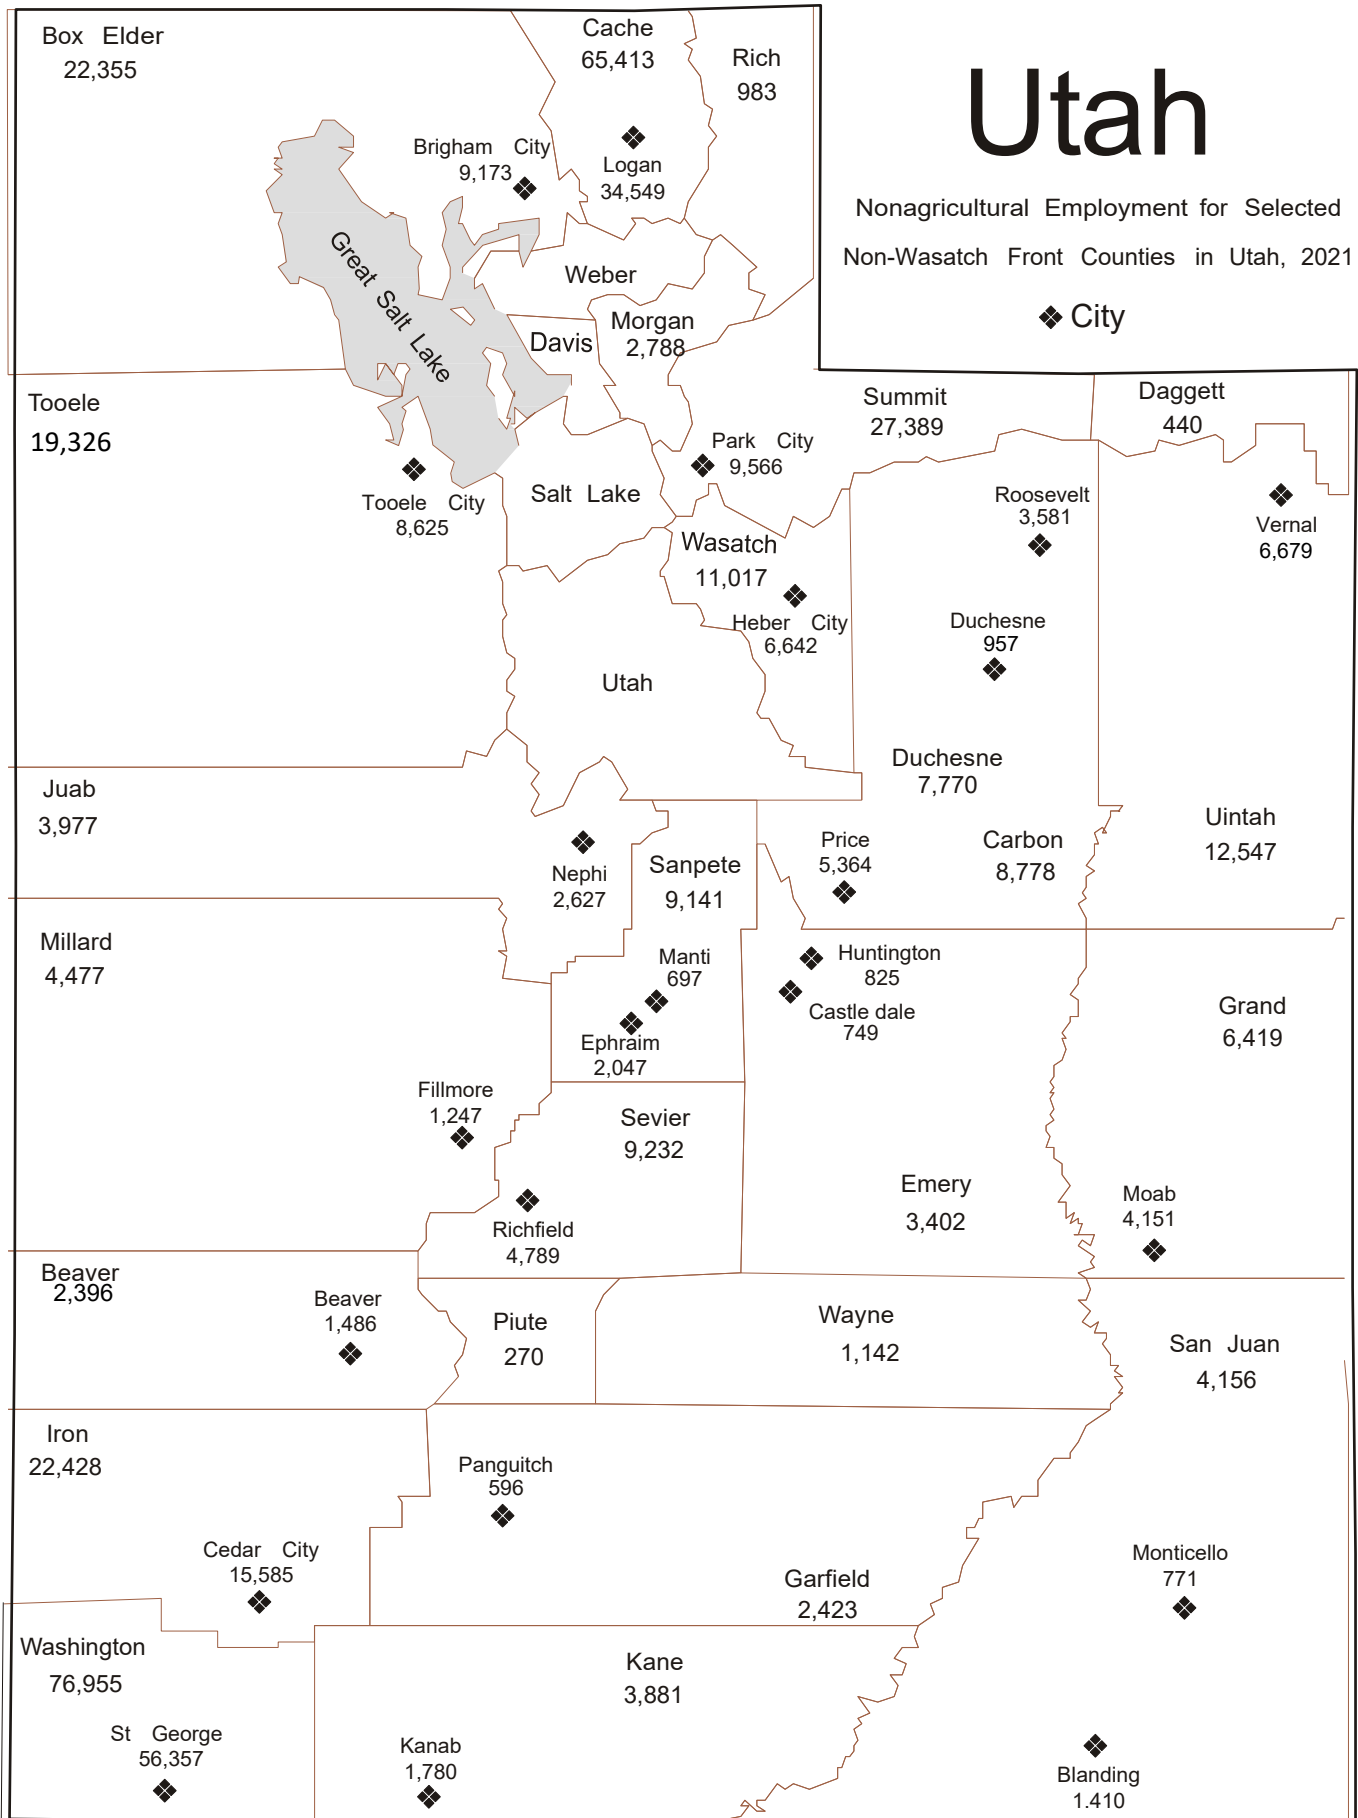 Utah
Nonagricultural Employment for Selected
Non-Wasatch Front Counties in Utah, 2021
City
Box Elder
22,355
Cache
65,413
Rich
983
Brigham City
9,173
Logan
34,549
Great Salt Lake
Weber
Davis
Morgan
2,788
Tooele
19,326
Tooele City
8,625
Salt Lake
Park City
9,566
Summit
27,389
Daggett
440
Roosevelt
3,581
Vernal
6,679
Wasatch
11,017
Heber City
6,642
Duchesne
957
Utah
Duchesne
7,770
Juab
3,977
Nephi
2,627
Sanpete
9,141
Price
5,364
Carbon
8,778
Uintah
12,547
Millard
4,477
Manti
697
Ephraim
2,047
Huntington
825
Castle dale
749
Grand
6,419
Fillmore
1,247
Sevier
9,232
Richfield
4,789
Emery
3,402
Moab
4,151
Beaver
2,396
Beaver
1,486
Piute
270
Wayne
1,142
San Juan
4,156
Iron
22,428
Panguitch
596
Cedar City
15,585
Garfield
2,423
Monticello
771
Washington
76,955
St George
56,357
Kane
3,881
Kanab
1,780
Blanding
1.410